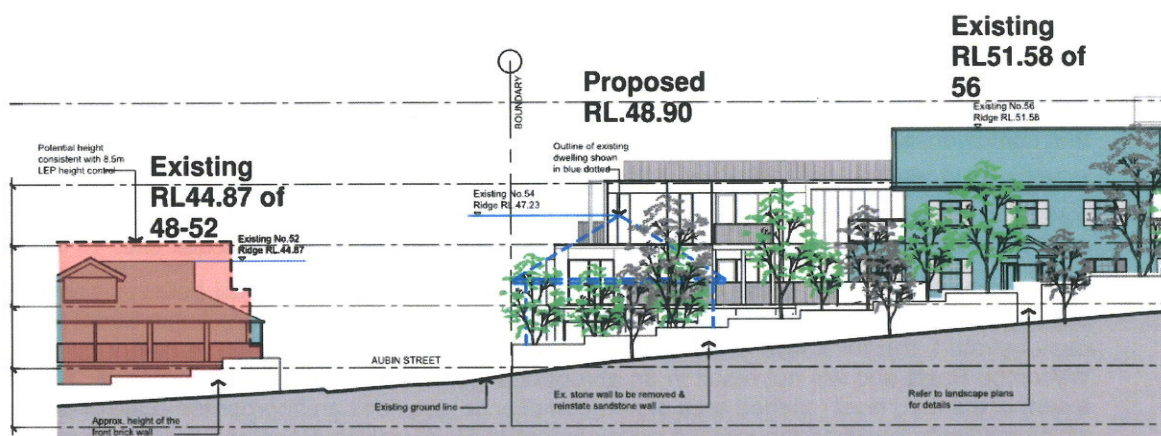 Existing
RL51.58 of
56
Existing No.56
Ridge RL.51.58
Proposed
RL.48.90
BOUNDARY
Outline of existing
dwelling shown
in blue dotted
Potential height
consistent with 8.5m
LEP height control
Existing
RL44.87 of
48-52
Existing No.54
Ridge RL.47.23
Existing No.52
Ridge RL.44.87
AUBIN STREET
Existing ground line
Ex. stone wall to be removed &
reinstate sandstone wall
Refer to landscape plans
for details
Approx. height of the
front brick wall